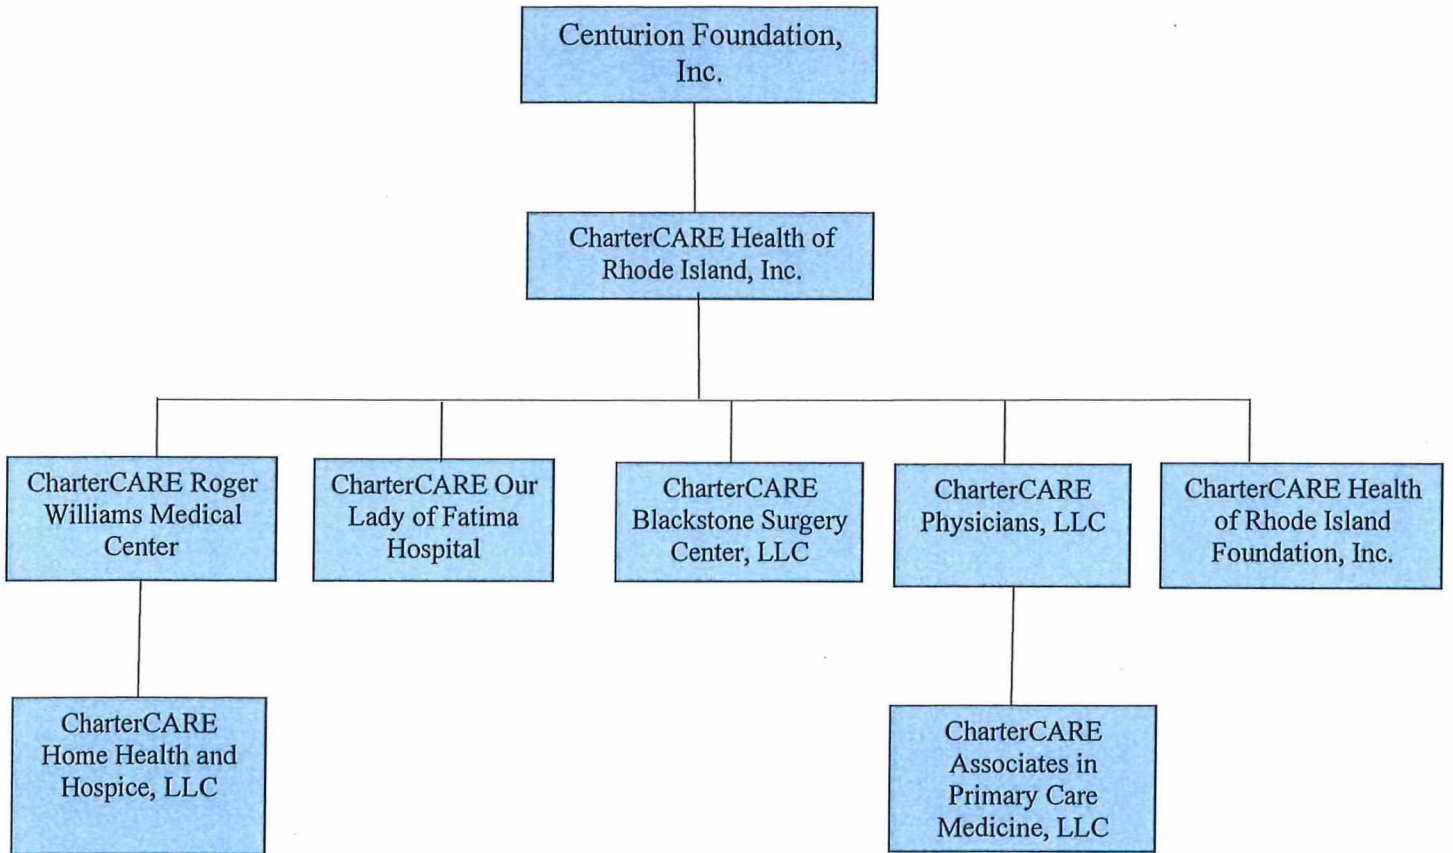 Centurion Foundation,
Inc.
CharterCARE Health of
Rhode Island, Inc.
CharterCARE Roger
Williams Medical
Center
CharterCARE Our
Lady of Fatima
Hospital
CharterCARE
Blackstone Surgery
Center, LLC
CharterCARE
Physicians, LLC
CharterCARE Health
of Rhode Island
Foundation, Inc.
CharterCARE
Home Health and
Hospice, LLC
CharterCARE
Associates in
Primary Care
Medicine, LLC